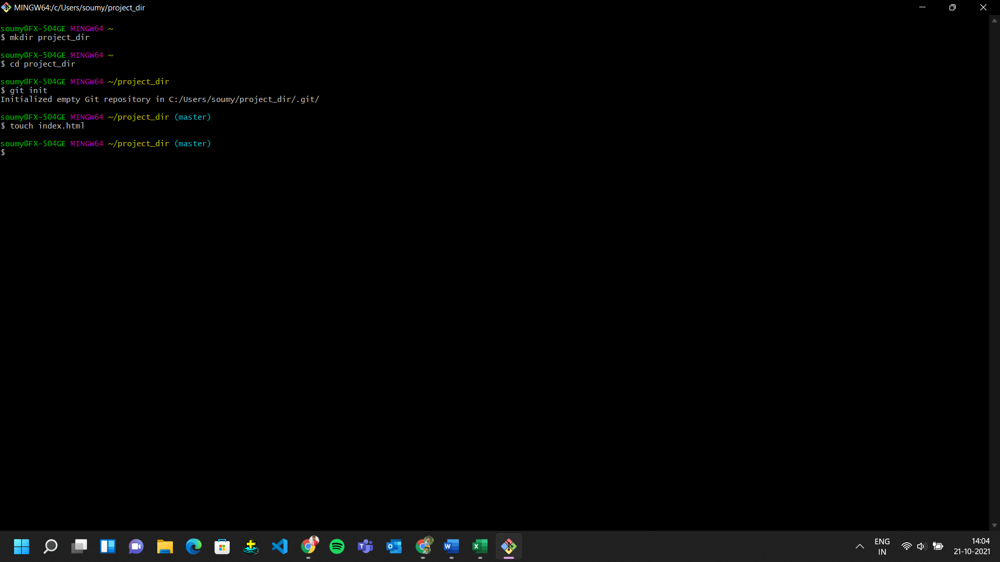 MINGW64:/c/Users/soumy/project_dir
soumy@FX-504GE MINGW64 ~
$ mkdir project_dir
soumy@FX-504GE MINGW64 ~
$ cd project_dir
soumy@FX-504GE MINGW64 ~/project_dir
$ git init
Initialized empty Git repository in C:/Users/soumy/project_dir/.git/
soumy@FX-504GE MINGW64 ~/project_dir (master)
$ touch index.html
soumy@FX-504GE MINGW64 ~/project_dir (master)
$
ENG
IN
14:04
21-10-2021